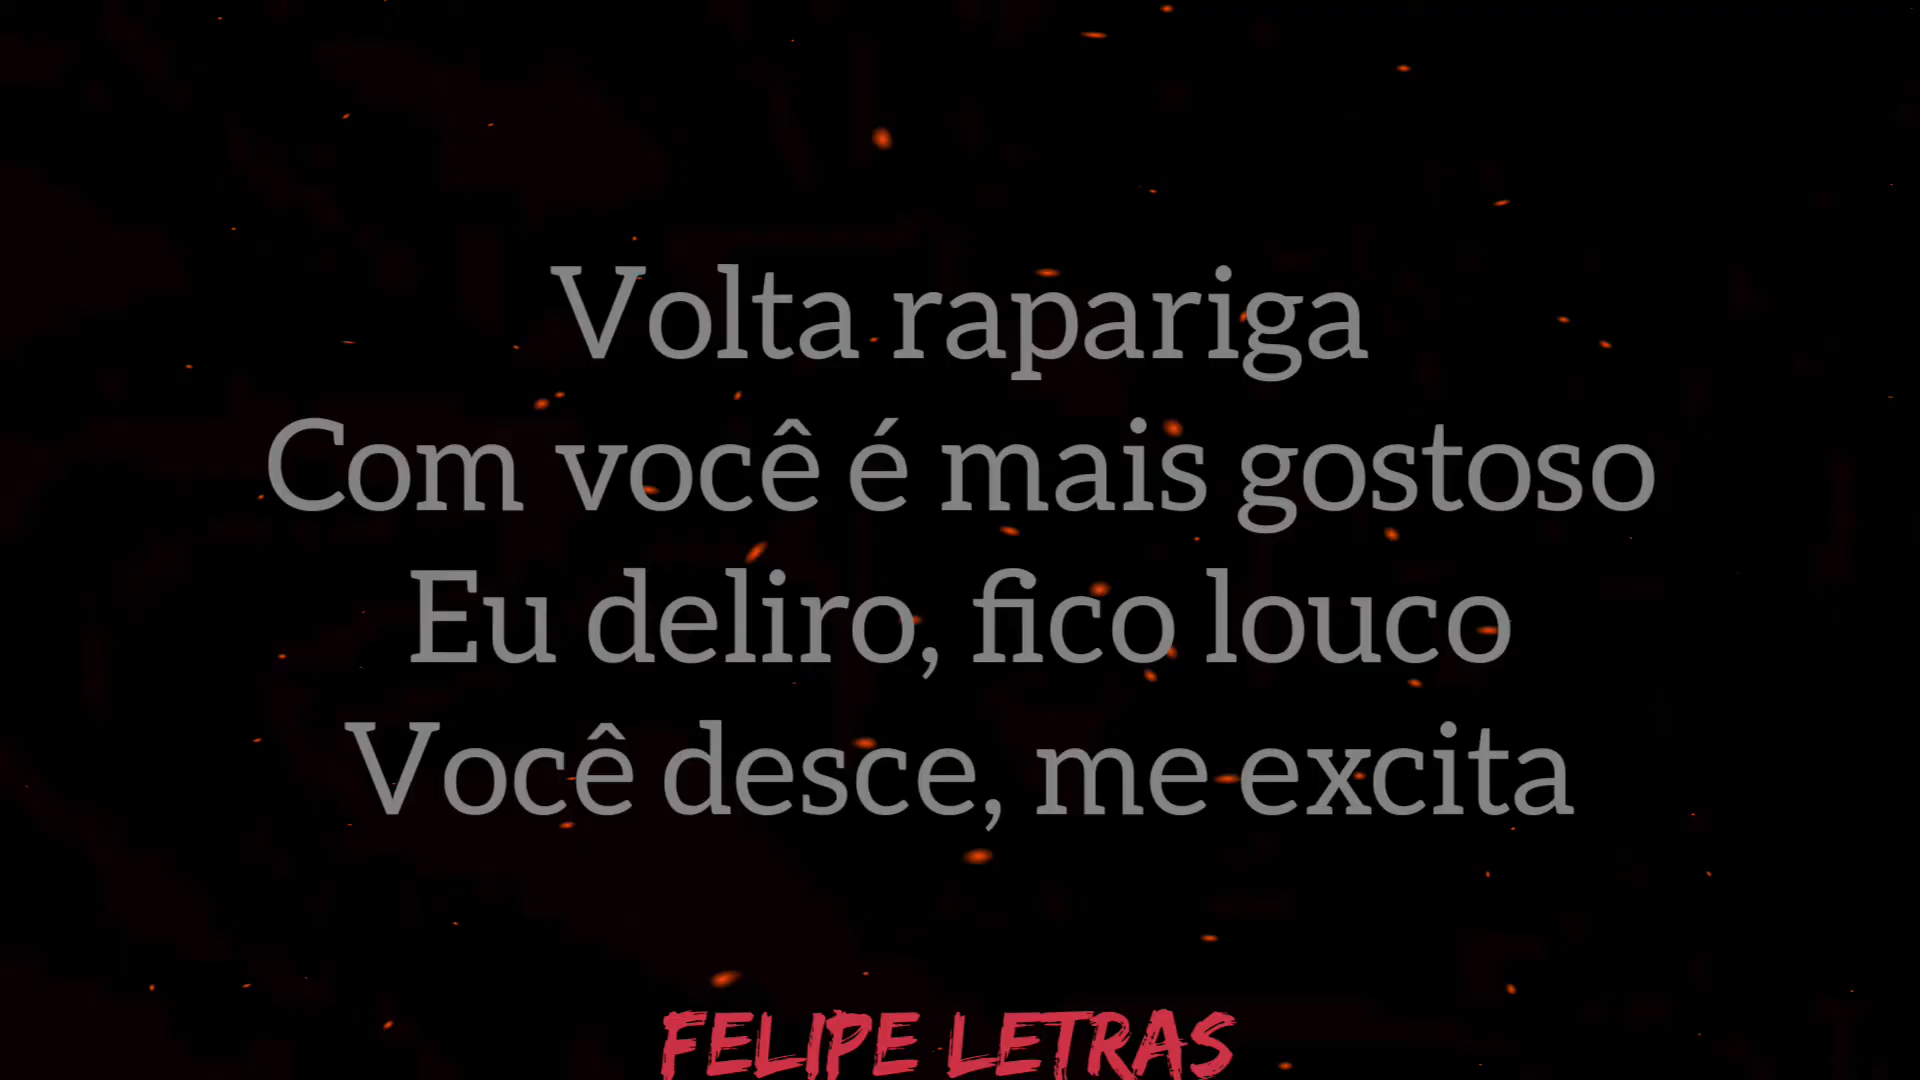 Volta rapariga
Com você é mais gostoso
Eu deliro, fico louco
Você desce, me excita
FELIPE LETRAS